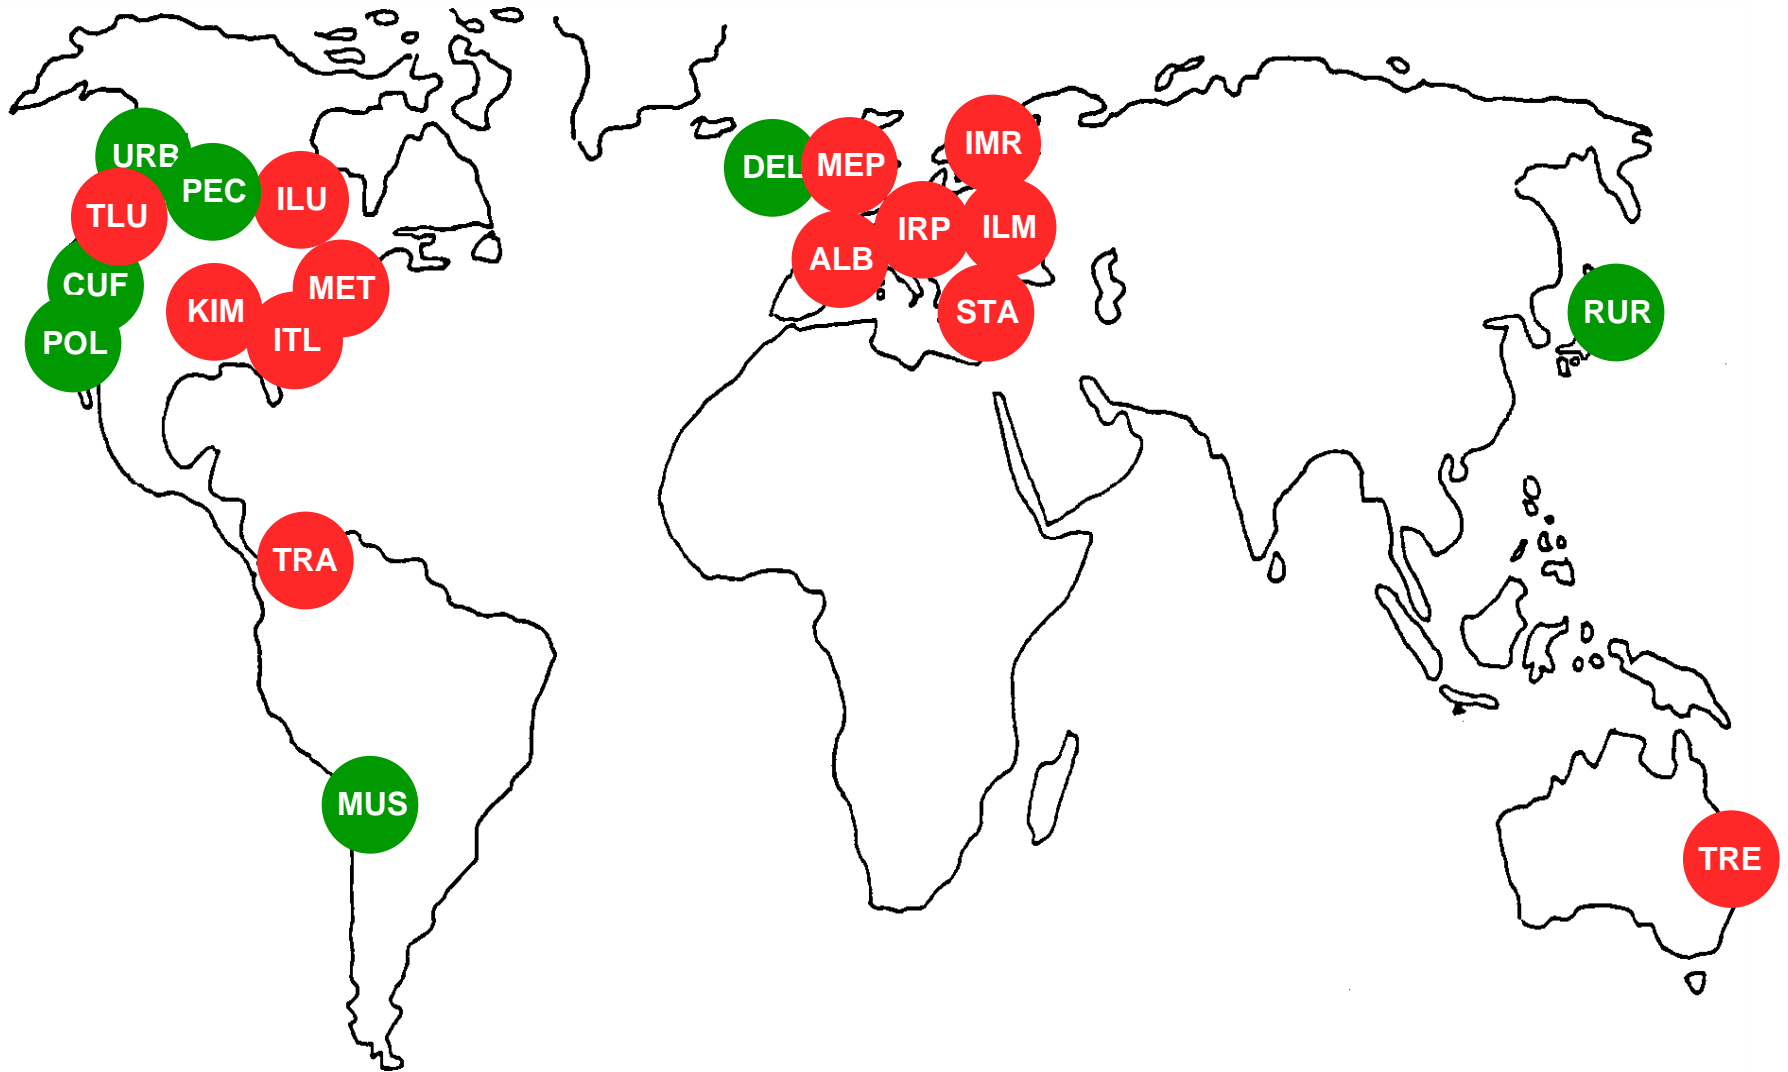 URB
PEC
TLU
ILU
CUF
POL
KIM
MET
ITL
DEL
MEP
IMR
ALB
IRP
ILM
STA
RUR
TRA
MUS
TRE